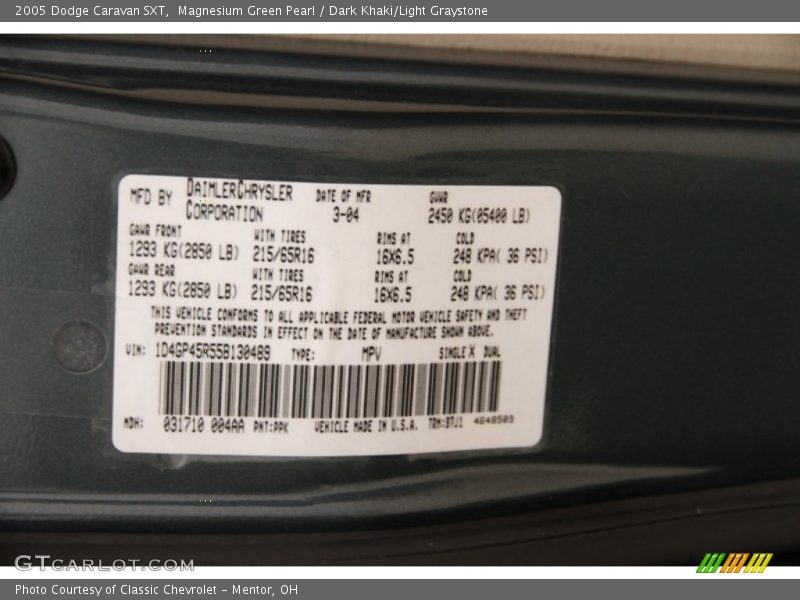 2005 Dodge Caravan SXT,  Magnesium Green Pearl / Dark Khaki/Light Graystone
MFD BY DAIMLERCHRYSLER CORPORATION DATE OF MFR 3-04 GVWR 2450 KG(05400 LB)
GAWR FRONT WITH TIRES RIMS AT COLD
1293 KG(2850 LB) 215/65R16 16X6.5 248 KPA( 36 PSI)
GAWR REAR WITH TIRES RIMS AT COLD
1293 KG(2850 LB) 215/65R16 16X6.5 248 KPA( 36 PSI)
THIS VEHICLE CONFORMS TO ALL APPLICABLE FEDERAL MOTOR VEHICLE SAFETY AND THEFT
PREVENTION STANDARDS IN EFFECT ON THE DATE OF MANUFACTURE SHOWN ABOVE.
VIN: 1D4GP45R55B130489 TYPE: MPV SINGLE X DUAL
MDH: 031710 004AA PNT:PPK VEHICLE MADE IN U.S.A. TRM:B7J1 4648503
GTCARLOT.COM
Photo Courtesy of Classic Chevrolet - Mentor, OH